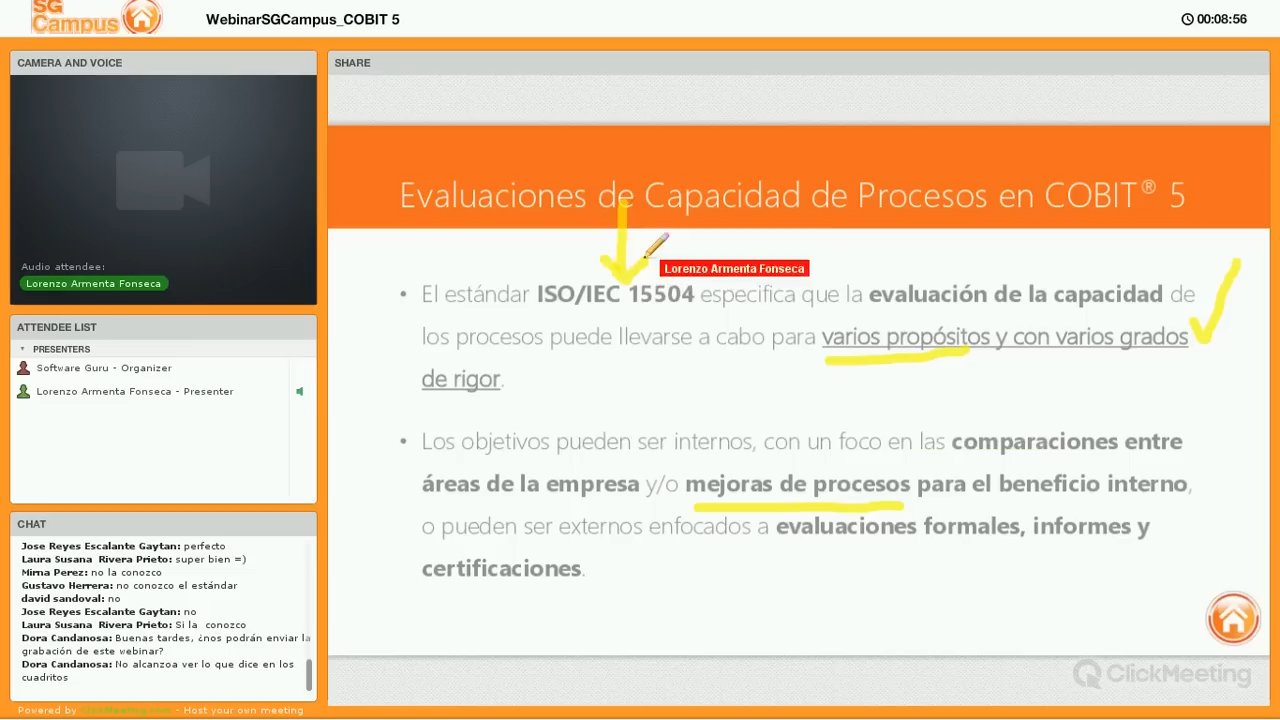 SG
Campus
WebinarSGCampus_COBIT 5
00:08:56
CAMERA AND VOICE
SHARE
Audio attendee:
Lorenzo Armenta Fonseca
ATTENDEE LIST
PRESENTERS
Software Guru - Organizer
Lorenzo Armenta Fonseca - Presenter
CHAT
Jose Reyes Escalante Gaytan: perfecto
Laura Susana Rivera Prieto: super bien =)
Mirna Perez: no la conozco
Gustavo Herrera: no conozco el estándar
david sandoval: no
Jose Reyes Escalante Gaytan: no
Laura Susana Rivera Prieto: Si la conozco
Dora Candanosa: Buenas tardes, ¿nos podrán enviar la
grabación de este webinar?
Dora Candanosa: No alcanzoa ver lo que dice en los
cuadritos
Powered by ClickMeeting.com - Host your own meeting
Evaluaciones de Capacidad de Procesos en COBIT® 5
Lorenzo Armenta Fonseca
• El estándar ISO/IEC 15504 especifica que la evaluación de la capacidad de
los procesos puede llevarse a cabo para varios propósitos y con varios grados
de rigor.
• Los objetivos pueden ser internos, con un foco en las comparaciones entre
áreas de la empresa y/o mejoras de procesos para el beneficio interno,
o pueden ser externos enfocados a evaluaciones formales, informes y
certificaciones.
ClickMeeting